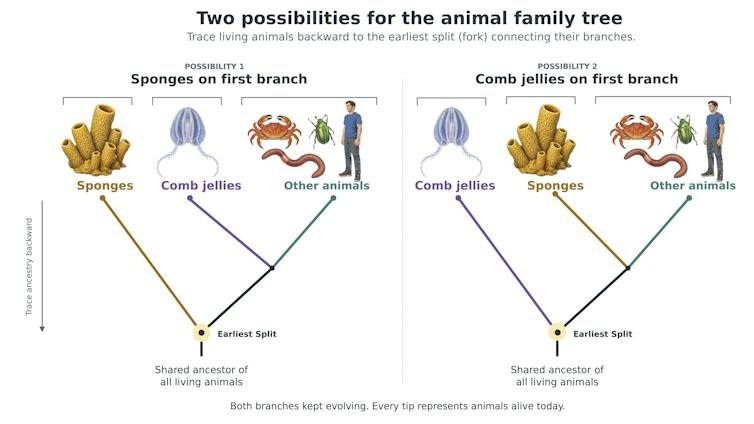 Two possibilities for the animal family tree
Trace living animals backward to the earliest split (fork) connecting their branches.
POSSIBILITY 1
Sponges on first branch
Sponges
Comb jellies
Other animals
Trace ancestry backward
Earliest Split
Shared ancestor of
all living animals
POSSIBILITY 2
Comb jellies on first branch
Comb jellies
Sponges
Other animals
Earliest Split
Shared ancestor of
all living animals
Both branches kept evolving. Every tip represents animals alive today.